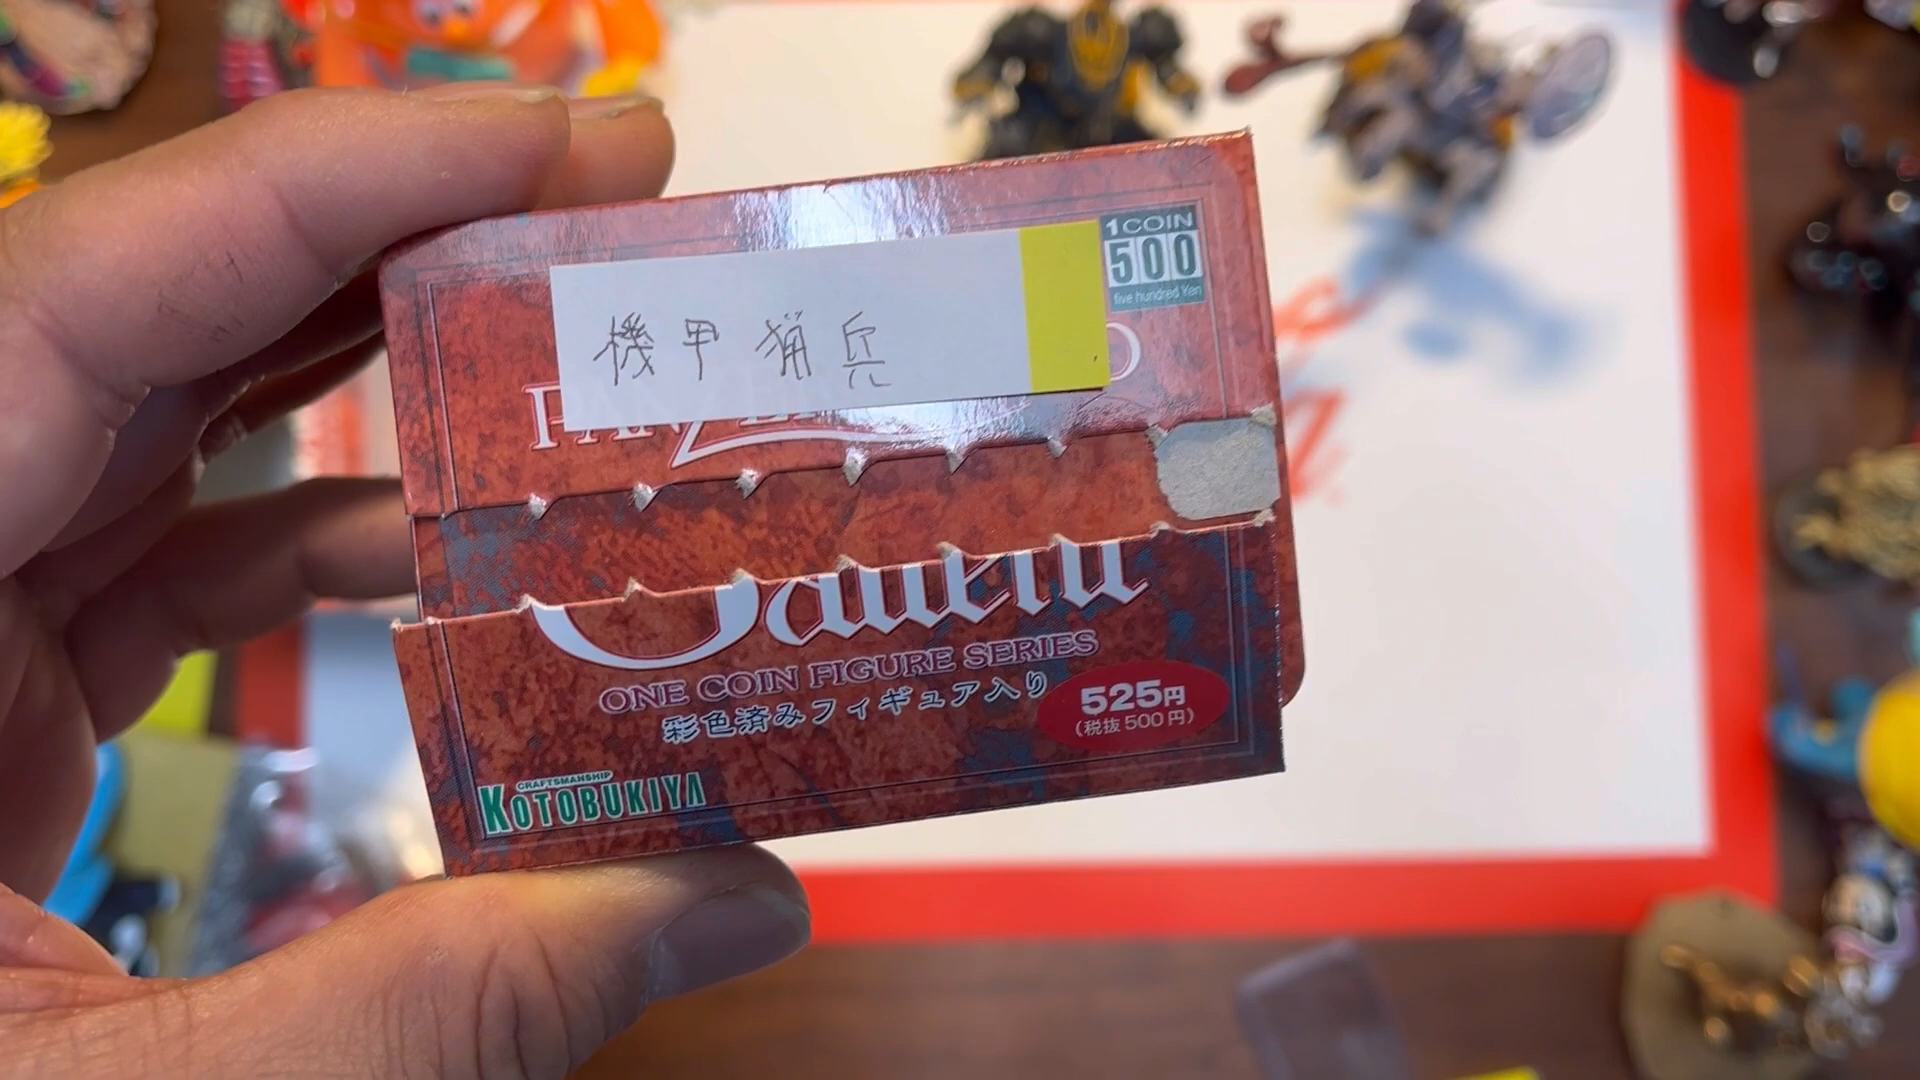 1COIN
500
five hundred Yen
機甲猟兵
ONE COIN FIGURE SERIES
彩色済みフィギュア入り
525円
(税抜500円)
CRAFTSMANSHIP
KOTOBUKIYA